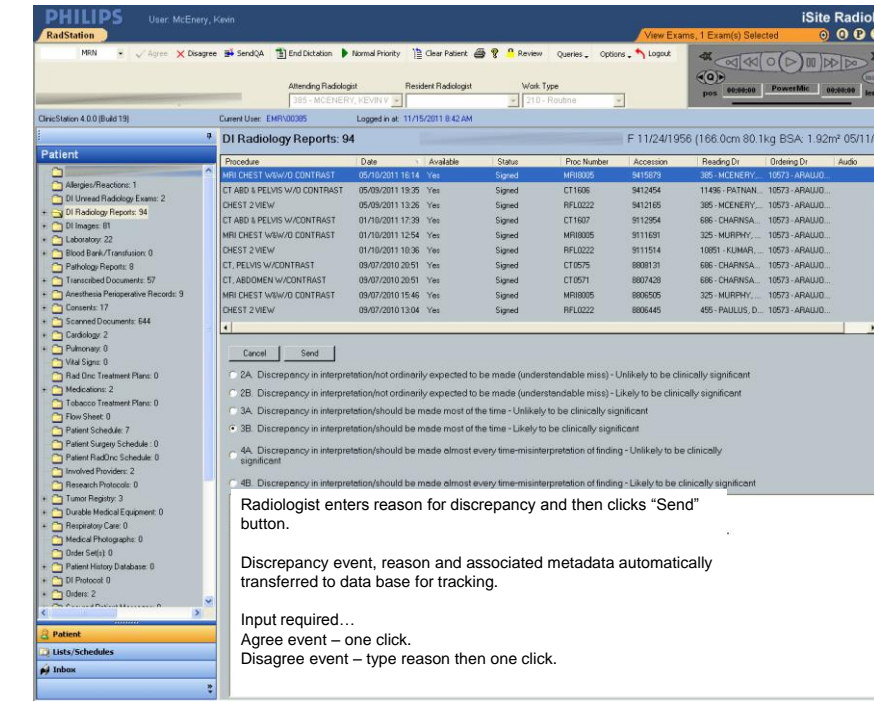 PHILIPS User: McEnery, Kevin iSite Radiol
RadStation View Exams, 1 Exam(s) Selected
MRN Agree Disagree SendQA End Dictation Normal Priority Clear Patient Review Queries Options Logout
Attending Radiologist Resident Radiologist Work Type
385 - MCENERY, KEVIN V 210 - Routine
pos 00:00:00 PowerMic 00:00:00
ClinicStation 4.0.0 (Build 19) Current User: EMR\00385 Logged in at: 11/15/2011 8:42 AM
DI Radiology Reports: 94 F 11/24/1956 (166.0cm 80.1kg BSA: 1.92m² 05/11/
Patient
Procedure Date Available Status Proc Number Accession Reading Dr Ordering Dr Audio
MRI CHEST W&W/O CONTRAST 05/10/2011 16:14 Yes Signed MRI8005 9415879 385 - MCENERY,... 10573 - ARAUJO...
CT ABD & PELVIS W/O CONTRAST 05/09/2011 19:35 Yes Signed CT1606 9412454 11496 - PATNAN... 10573 - ARAUJO...
CHEST 2 VIEW 05/09/2011 13:26 Yes Signed RFL0222 9412165 385 - MCENERY,... 10573 - ARAUJO...
CT ABD & PELVIS W/CONTRAST 01/10/2011 17:39 Yes Signed CT1607 9112954 686 - CHARNSA... 10573 - ARAUJO...
MRI CHEST W&W/O CONTRAST 01/10/2011 12:54 Yes Signed MRI8005 9111691 325 - MURPHY,... 10573 - ARAUJO...
CHEST 2 VIEW 01/10/2011 10:36 Yes Signed RFL0222 9111514 10851 - KUMAR,... 10573 - ARAUJO...
CT, PELVIS W/CONTRAST 09/07/2010 20:51 Yes Signed CT0575 8808131 686 - CHARNSA... 10573 - ARAUJO...
CT, ABDOMEN W/CONTRAST 09/07/2010 20:51 Yes Signed CT0571 8807428 686 - CHARNSA... 10573 - ARAUJO...
MRI CHEST W&W/O CONTRAST 09/07/2010 15:46 Yes Signed MRI8005 8806505 325 - MURPHY,... 10573 - ARAUJO...
CHEST 2 VIEW 09/07/2010 13:04 Yes Signed RFL0222 8806445 455 - PAULUS, D... 10573 - ARAUJO...
Allergies/Reactions: 1
DI Unread Radiology Exams: 2
DI Radiology Reports: 94
DI Images: 81
Laboratory: 22
Blood Bank/Transfusion: 0
Pathology Reports: 8
Transcribed Documents: 57
Anesthesia Perioperative Records: 9
Consents: 17
Scanned Documents: 644
Cardiology: 2
Pulmonary: 0
Vital Signs: 0
Rad Onc Treatment Plans: 0
Medications: 2
Tobacco Treatment Plans: 0
Flow Sheet: 0
Patient Schedule: 7
Patient Surgery Schedule : 0
Patient RadOnc Schedule: 0
Involved Providers: 2
Research Protocols: 0
Tumor Registry: 3
Durable Medical Equipment: 0
Respiratory Care: 0
Medical Photographs: 0
Order Set(s): 0
Patient History Database: 0
DI Protocol: 0
Orders: 2
Patient
Lists/Schedules
Inbox
Cancel Send
2A. Discrepancy in interpretation/not ordinarily expected to be made (understandable miss) - Unlikely to be clinically significant
2B. Discrepancy in interpretation/not ordinarily expected to be made (understandable miss) - Likely to be clinically significant
3A. Discrepancy in interpretation/should be made most of the time - Unlikely to be clinically significant
3B. Discrepancy in interpretation/should be made most of the time - Likely to be clinically significant
4A. Discrepancy in interpretation/should be made almost every time-misinterpretation of finding - Unlikely to be clinically
significant
4B. Discrepancy in interpretation/should be made almost every time-misinterpretation of finding - Likely to be clinically significant
Radiologist enters reason for discrepancy and then clicks “Send”
button.
Discrepancy event, reason and associated metadata automatically
transferred to data base for tracking.
Input required…
Agree event – one click.
Disagree event – type reason then one click.